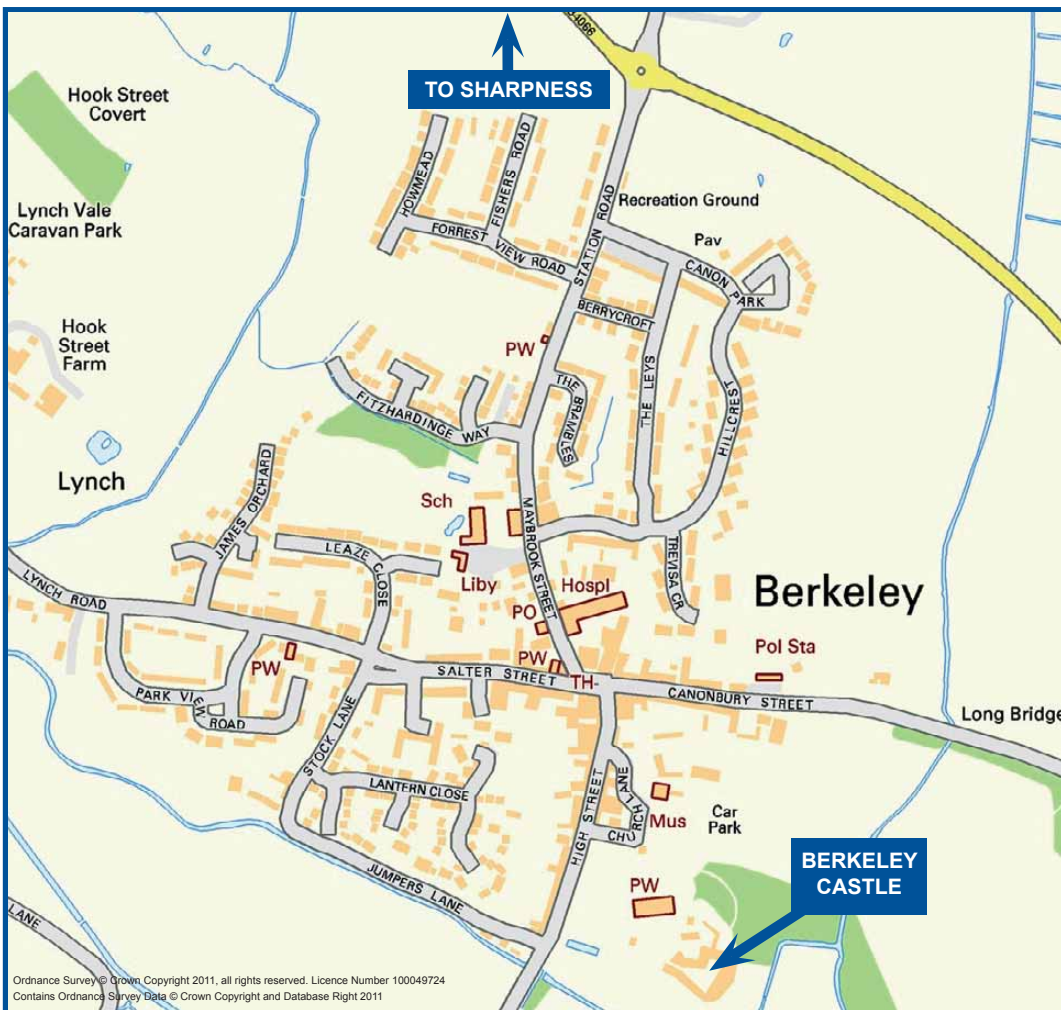 B4066
TO SHARPNESS
Hook Street
Covert
HOWMEAD
FISHERS ROAD
Lynch Vale
Caravan Park
Recreation Ground
STATION ROAD
FORREST VIEW ROAD
Pav
CANON PARK
BERRYCROFT
Hook
Street
Farm
PW
THE BRAMBLES
THE LEYS
HILLCREST
FITZHARDINGE WAY
Lynch
JAMES ORCHARD
Sch
MAYBROOK STREET
LEAZE CLOSE
TREVISA CR
LYNCH ROAD
Liby
Hospl
Berkeley
PO
PW
PW
Pol Sta
SALTER STREET
TH
CANONBURY STREET
PARK VIEW
ROAD
Long Bridge
STOCK LANE
LANTERN CLOSE
HIGH STREET
CHURCH LANE
Mus
Car
Park
JUMPERS LANE
PW
BERKELEY
CASTLE
LANE
Ordnance Survey © Crown Copyright 2011, all rights reserved. Licence Number 100049724
Contains Ordnance Survey Data © Crown Copyright and Database Right 2011